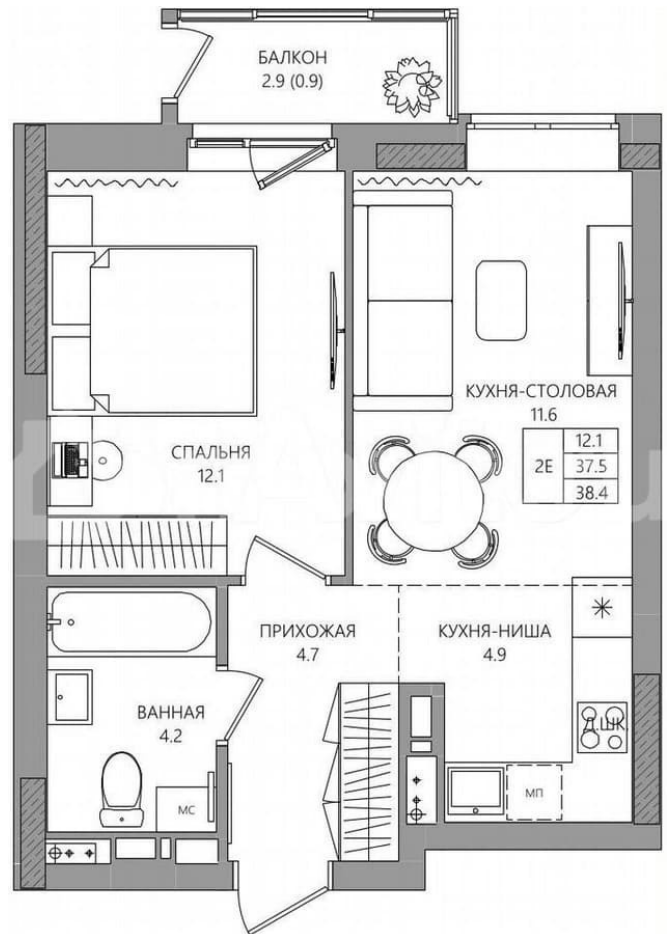 БАЛКОН
2.9 (0.9)
КУХНЯ-СТОЛОВАЯ
11.6
2Е
12.1
37.5
38.4
СПАЛЬНЯ
12.1
ПРИХОЖАЯ
4.7
КУХНЯ-НИША
4.9
ВАННАЯ
4.2
Д.ШК.
МС
МП